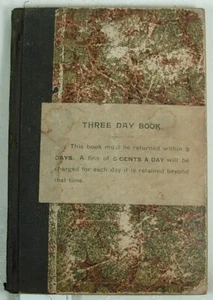 THREE DAY BOOK.
This book must be returned within 3
DAYS. A fine of 5 CENTS A DAY will be
charged for each day it is retained beyond
that time.